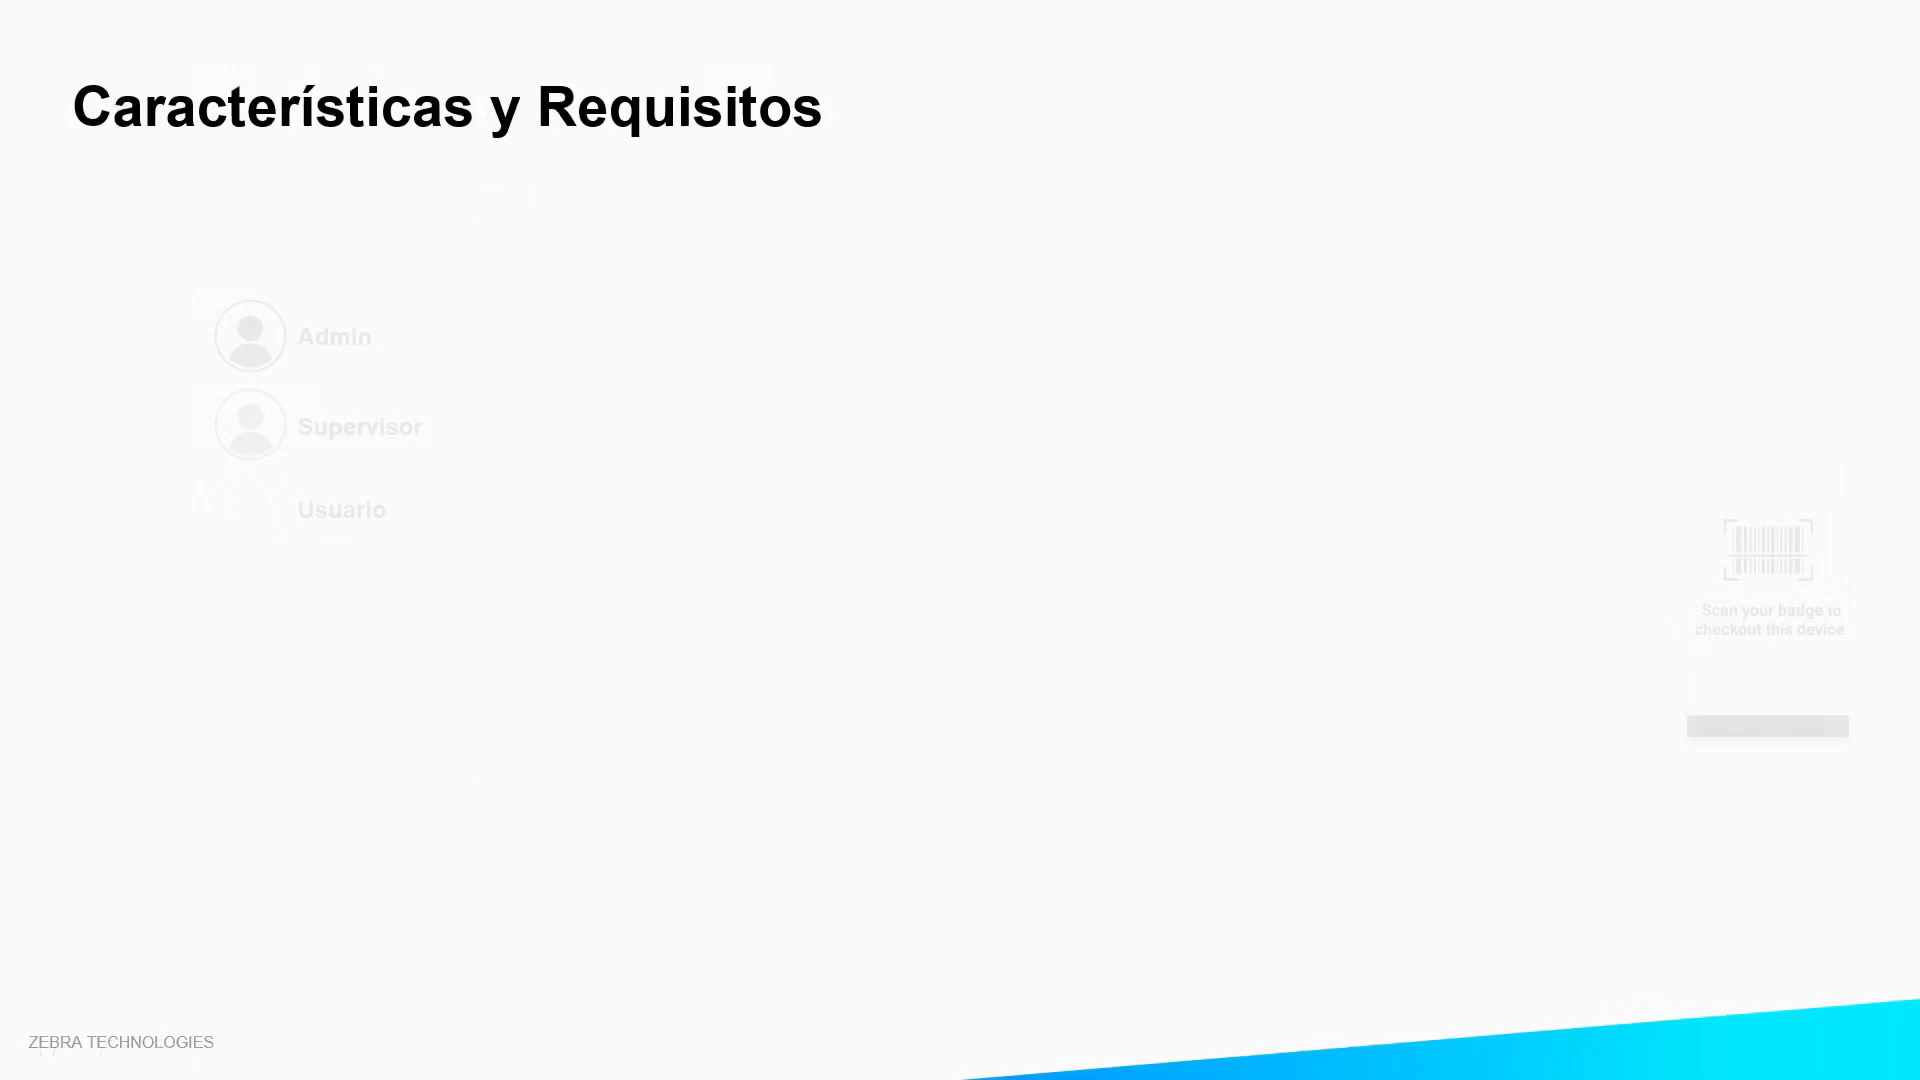 Características y Requisitos
Admin
Supervisor
Usuario
Scan your badge to
checkout this device
ZEBRA TECHNOLOGIES